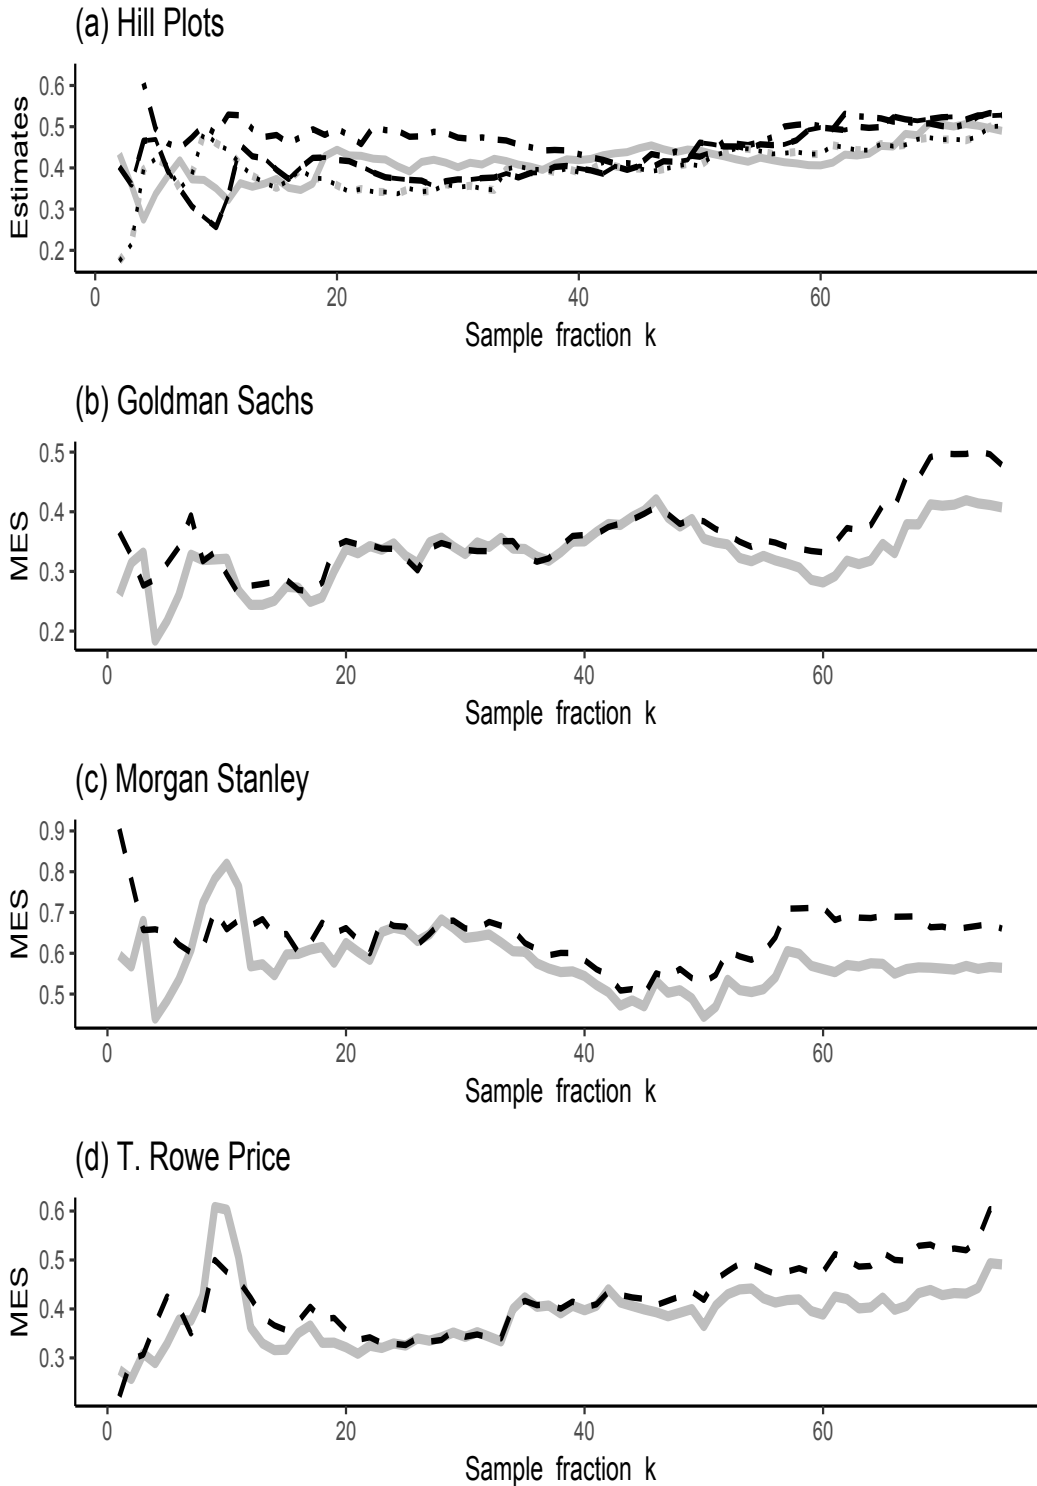 (a) Hill Plots
Estimates
0.6
0.5
0.4
0.3
0.2
0 20 40 60
Sample fraction k
(b) Goldman Sachs
MES
0.5
0.4
0.3
0.2
0 20 40 60
Sample fraction k
(c) Morgan Stanley
MES
0.9
0.8
0.7
0.6
0.5
0 20 40 60
Sample fraction k
(d) T. Rowe Price
MES
0.6
0.5
0.4
0.3
0 20 40 60
Sample fraction k